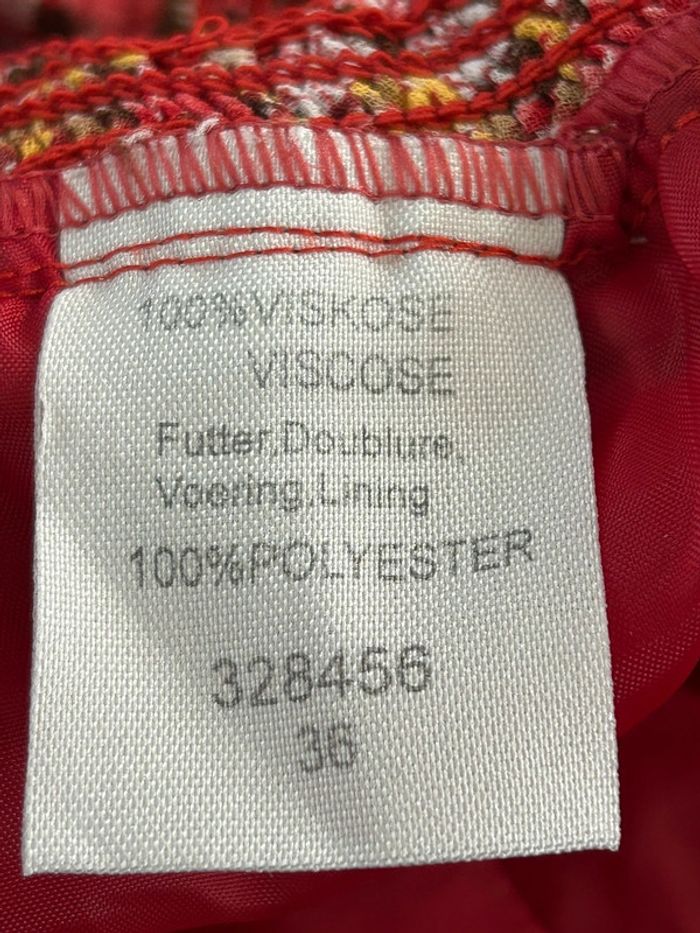 100%VISKOSE
VISCOSE
Futter,Doublure,
Voering,Lining
100%POLYESTER
328456
36